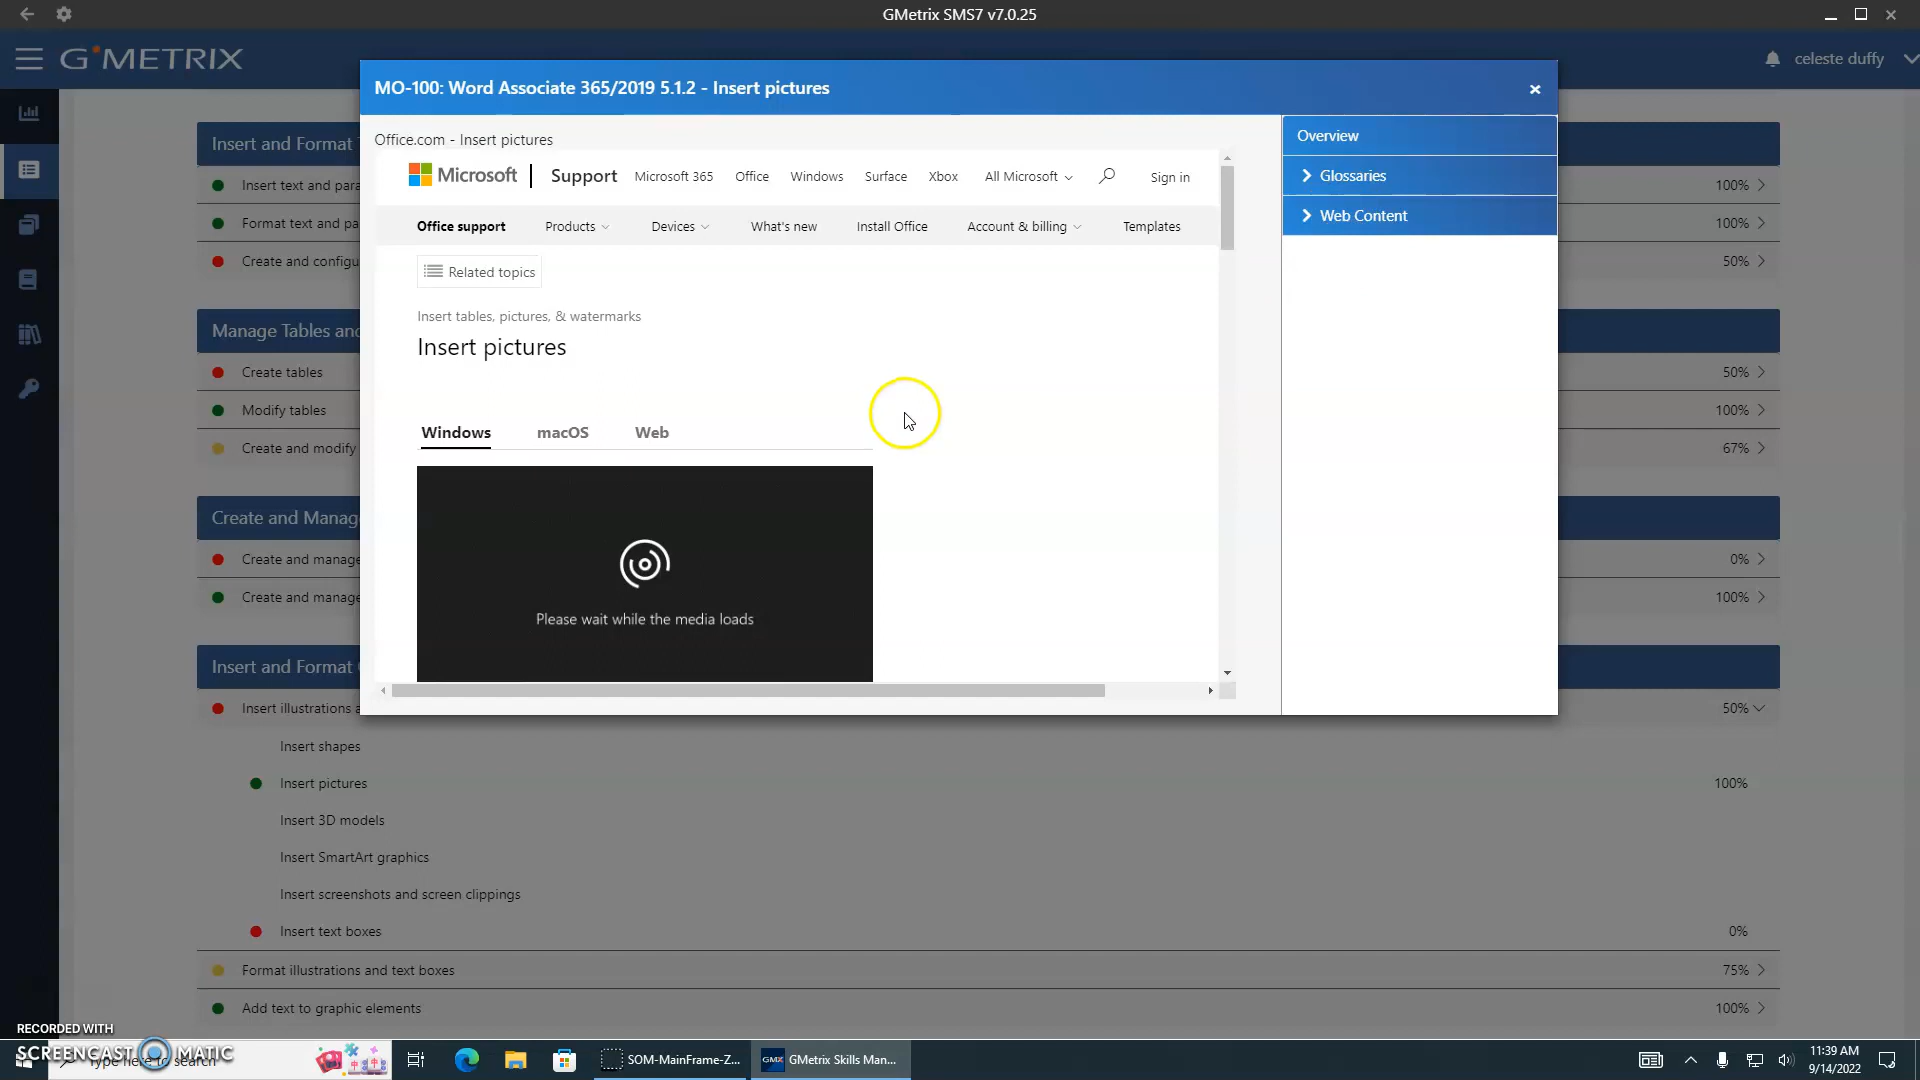 GMetrix SMS7 v7.0.25
G METRIX
celeste duffy
MO-100: Word Associate 365/2019 5.1.2 - Insert pictures
Office.com - Insert pictures
Microsoft | Support Microsoft 365 Office Windows Surface Xbox All Microsoft Sign in
Office support Products Devices What's new Install Office Account & billing Templates
Related topics
Insert tables, pictures, & watermarks
Insert pictures
Windows macOS Web
Please wait while the media loads
Overview
Glossaries
Web Content
Insert and Format
Insert text and para 100%
Format text and pa 100%
Create and configu 50%
Manage Tables and
Create tables 50%
Modify tables 100%
Create and modify 67%
Create and Manage
Create and manage 0%
Create and manage 100%
Insert and Format
Insert illustrations a 50%
Insert shapes
Insert pictures 100%
Insert 3D models
Insert SmartArt graphics
Insert screenshots and screen clippings
Insert text boxes 0%
Format illustrations and text boxes 75%
Add text to graphic elements 100%
RECORDED WITH
SCREENCAST MATIC
Type here to search
SOM-MainFrame-Z...
GMX GMetrix Skills Man...
11:39 AM
9/14/2022